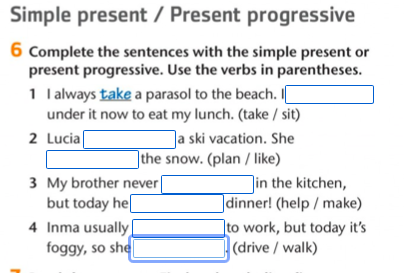 Simple present / Present progressive
6 Complete the sentences with the simple present or
present progressive. Use the verbs in parentheses.
1 I always take a parasol to the beach. I
under it now to eat my lunch. (take / sit)
2 Lucia a ski vacation. She
the snow. (plan / like)
3 My brother never in the kitchen,
but today he dinner! (help / make)
4 Inma usually to work, but today it's
foggy, so she . (drive / walk)